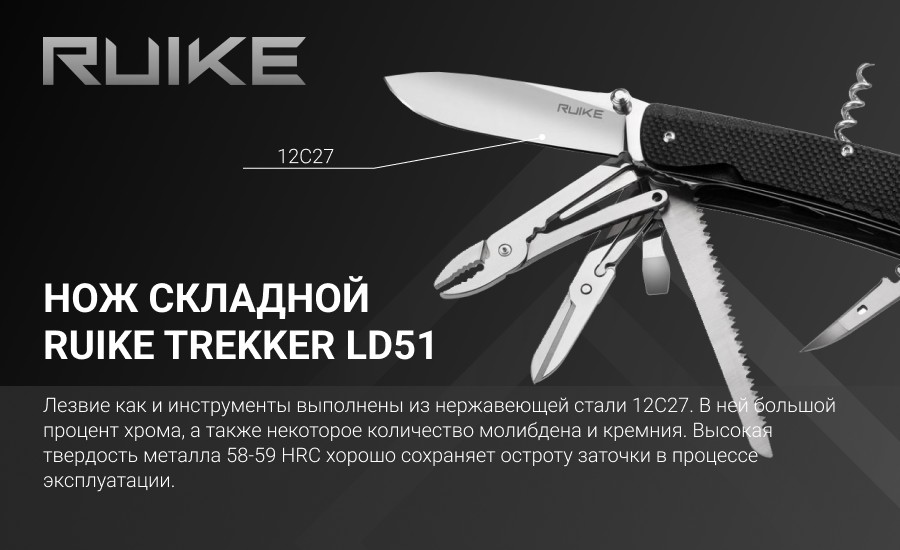 RUIKE
RUIKE
12C27
НОЖ СКЛАДНОЙ
RUIKE TREKKER LD51
Лезвие как и инструменты выполнены из нержавеющей стали 12C27. В ней большой
процент хрома, а также некоторое количество молибдена и кремния. Высокая
твердость металла 58-59 HRC хорошо сохраняет остроту заточки в процессе
эксплуатации.